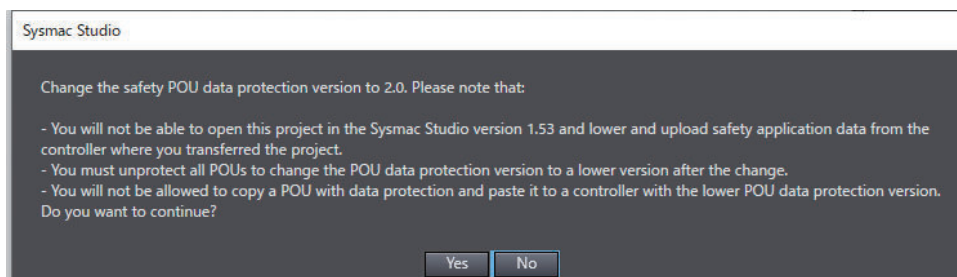 Sysmac Studio
Change the safety POU data protection version to 2.0. Please note that:
- You will not be able to open this project in the Sysmac Studio version 1.53 and lower and upload safety application data from the
controller where you transferred the project.
- You must unprotect all POUs to change the POU data protection version to a lower version after the change.
- You will not be allowed to copy a POU with data protection and paste it to a controller with the lower POU data protection version.
Do you want to continue?
Yes No